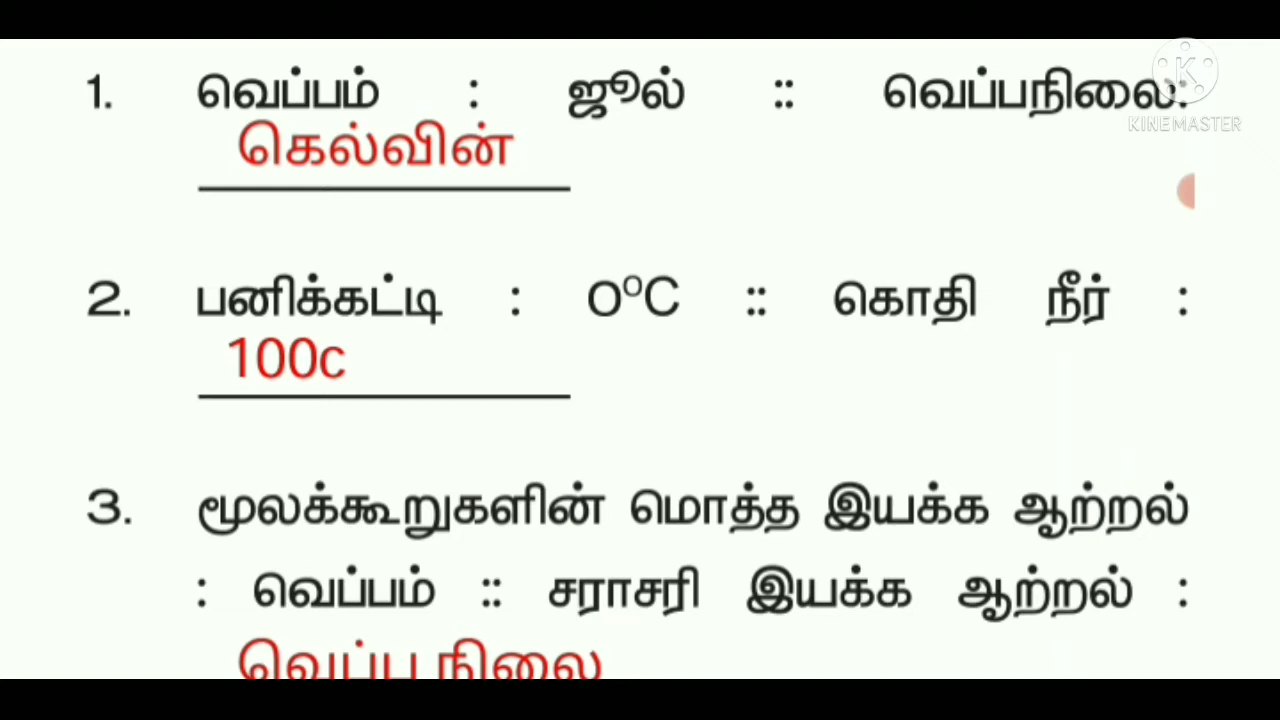 1. வெப்பம் : ஜூல் :: வெப்பநிலை:
கெல்வின்
KINEMASTER
2. பனிக்கட்டி : 0⁰C :: கொதி நீர் :
100c
3. மூலக்கூறுகளின் மொத்த இயக்க ஆற்றல்
: வெப்பம் :: சராசரி இயக்க ஆற்றல் :
வெப்ப நிலை